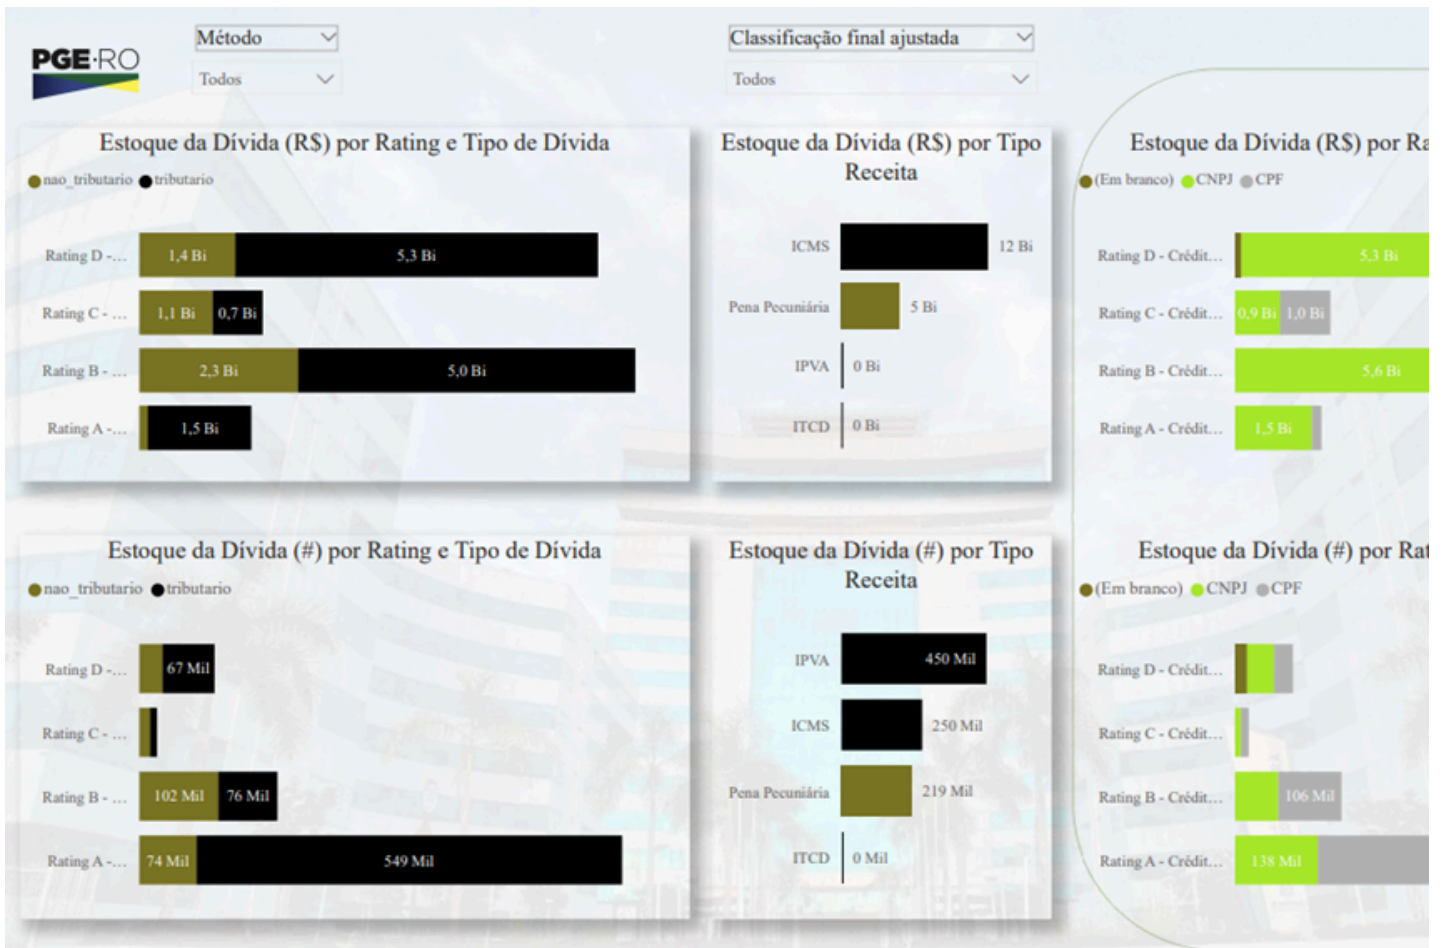 PGE·RO
Método
Todos
Classificação final ajustada
Todos
Estoque da Dívida (R$) por Rating e Tipo de Dívida
nao_tributario tributario
Rating D -... 1,4 Bi 5,3 Bi
Rating C - ... 1,1 Bi 0,7 Bi
Rating B - ... 2,3 Bi 5,0 Bi
Rating A -... 1,5 Bi
Estoque da Dívida (R$) por Tipo
Receita
ICMS 12 Bi
Pena Pecuniária 5 Bi
IPVA 0 Bi
ITCD 0 Bi
Estoque da Dívida (R$) por Ra
(Em branco) CNPJ CPF
Rating D - Crédit... 5,3 Bi
Rating C - Crédit... 0,9 Bi 1,0 Bi
Rating B - Crédit... 5,6 Bi
Rating A - Crédit... 1,5 Bi
Estoque da Dívida (#) por Rating e Tipo de Dívida
nao_tributario tributario
Rating D -... 67 Mil
Rating C - ...
Rating B - ... 102 Mil 76 Mil
Rating A -... 74 Mil 549 Mil
Estoque da Dívida (#) por Tipo
Receita
IPVA 450 Mil
ICMS 250 Mil
Pena Pecuniária 219 Mil
ITCD 0 Mil
Estoque da Dívida (#) por Rat
(Em branco) CNPJ CPF
Rating D - Crédit...
Rating C - Crédit...
Rating B - Crédit... 106 Mil
Rating A - Crédit... 138 Mil